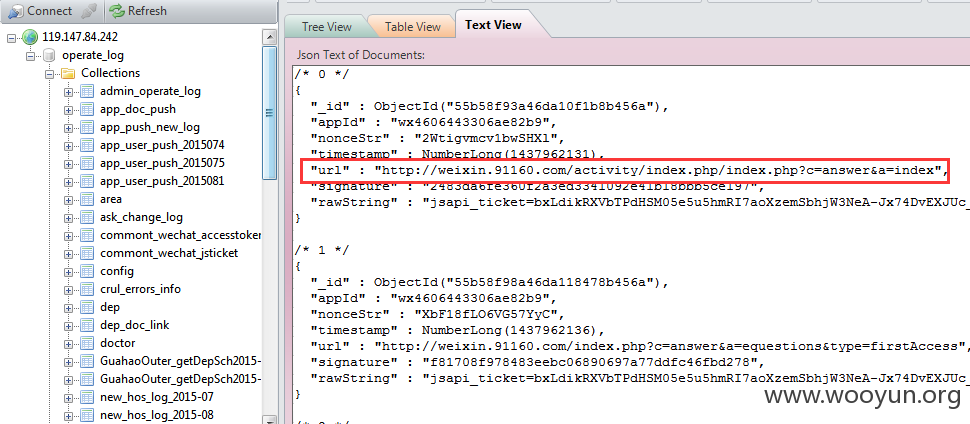 Connect Refresh
119.147.84.242
operate_log
Collections
admin_operate_log
app_doc_push
app_push_new_log
app_user_push_2015074
app_user_push_2015075
app_user_push_2015081
area
ask_change_log
commont_wechat_accesstoken
commont_wechat_jsticket
config
crul_errors_info
dep
dep_doc_link
doctor
GuahaoOuter_getDepSch2015-
GuahaoOuter_getDepSch2015-
new_hos_log_2015-07
new_hos_log_2015-08
Tree View Table View Text View
Json Text of Documents:
/* 0 */
{
"_id" : ObjectId("55b58f93a46da10f1b8b456a"),
"appId" : "wx4606443306ae82b9",
"nonceStr" : "2Wtigvmcv1bwSHXl",
"timestamp" : NumberLong(1437962131),
"url" : "http://weixin.91160.com/activity/index.php/index.php?c=answer&a=index",
"signature" : "2483da6fe360f2a3ed3341092e41b18bbb5ce197",
"rawString" : "jsapi_ticket=bxLdikRXVbTPdHSM05e5u5hmRI7aoXzemSbhjW3NeA-Jx74DvEXJUc_
}
/* 1 */
{
"_id" : ObjectId("55b58f98a46da118478b456a"),
"appId" : "wx4606443306ae82b9",
"nonceStr" : "XbF18fLO6VG57YyC",
"timestamp" : NumberLong(1437962136),
"url" : "http://weixin.91160.com/index.php?c=answer&a=equestions&type=firstAccess",
"signature" : "f81708f978483eebc06890697a77ddfc46fbd278",
"rawString" : "jsapi_ticket=bxLdikRXVbTPdHSM05e5u5hmRI7aoXzemSbhjW3NeA-Jx74DvEXJUc_
}
www.wooyun.org